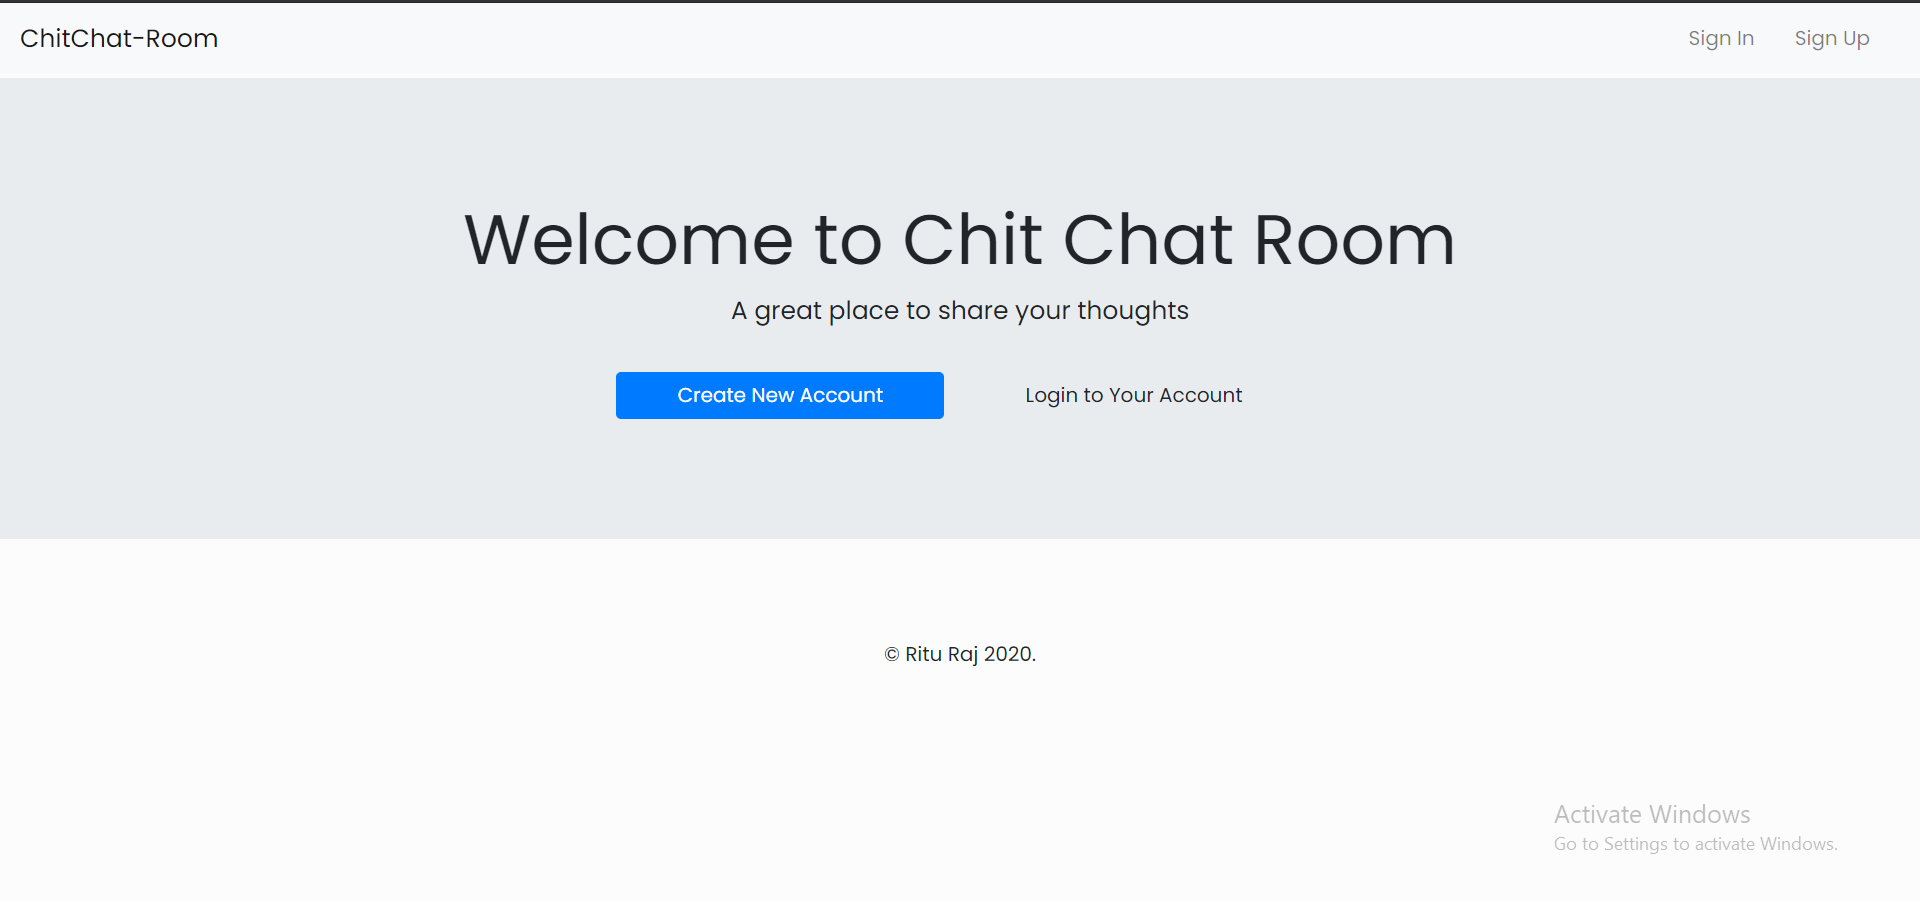 ChitChat-Room
Sign In
Sign Up
Welcome to Chit Chat Room
A great place to share your thoughts
Create New Account
Login to Your Account
© Ritu Raj 2020.
Activate Windows
Go to Settings to activate Windows.